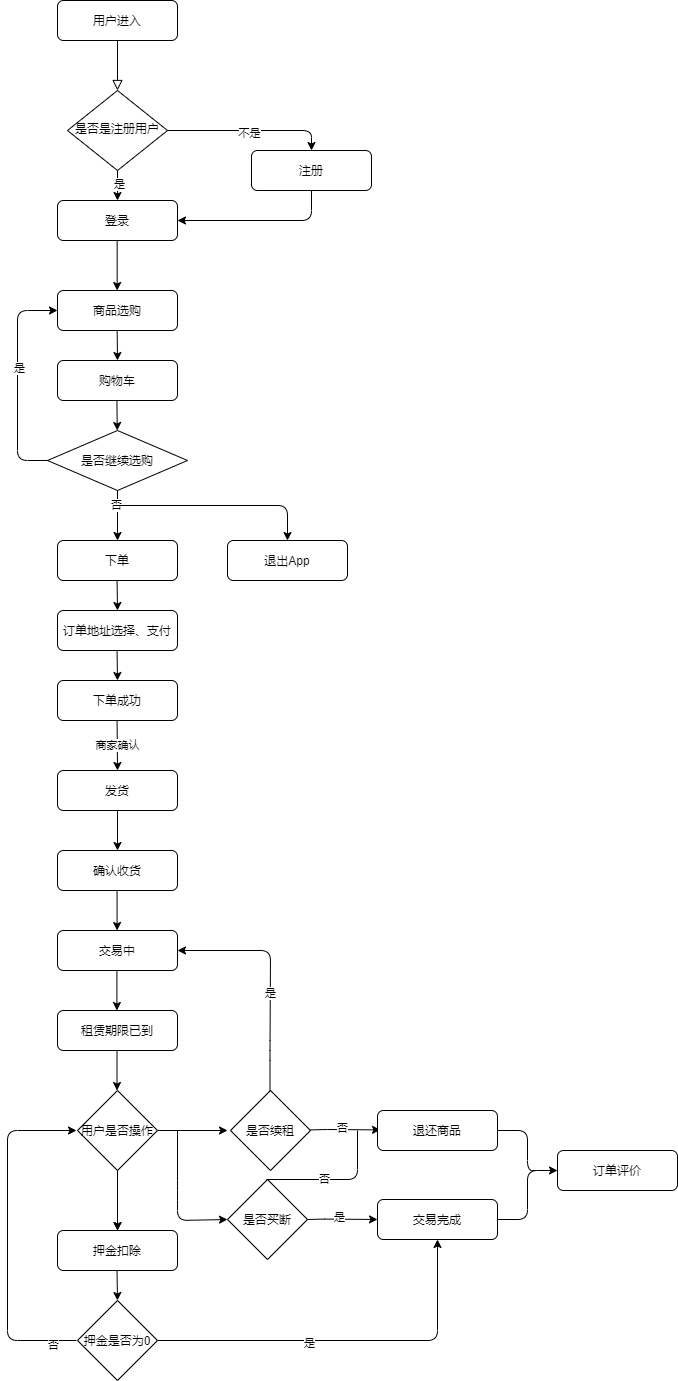 用户进入
是否是注册用户
不是
注册
是
登录
商品选购
是
购物车
是否继续选购
否
下单
退出App
订单地址选择、支付
下单成功
商家确认
发货
确认收货
交易中
是
租赁期限已到
用户是否操作
是否续租
否
退还商品
订单评价
否
是否买断
是
交易完成
押金扣除
押金是否为0
否
是